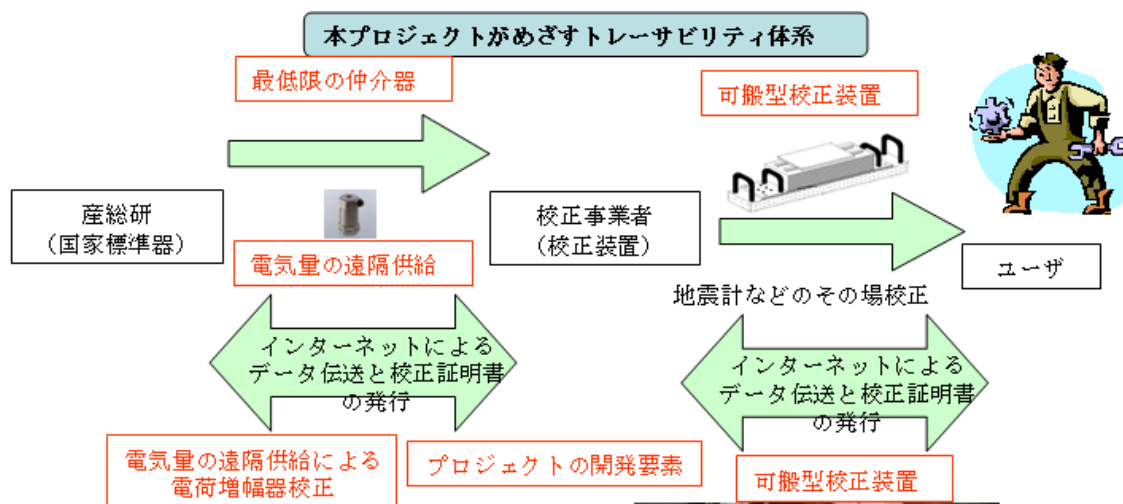 本プロジェクトがめざすトレーサビリティ体系
最低限の仲介器
可搬型校正装置
産総研
（国家標準器）
校正事業者
（校正装置）
ユーザ
電気量の遠隔供給
地震計などのその場校正
インターネットによる
データ伝送と校正証明書
の発行
インターネットによる
データ伝送と校正証明書
の発行
電気量の遠隔供給による
電荷増幅器校正
プロジェクトの開発要素
可搬型校正装置